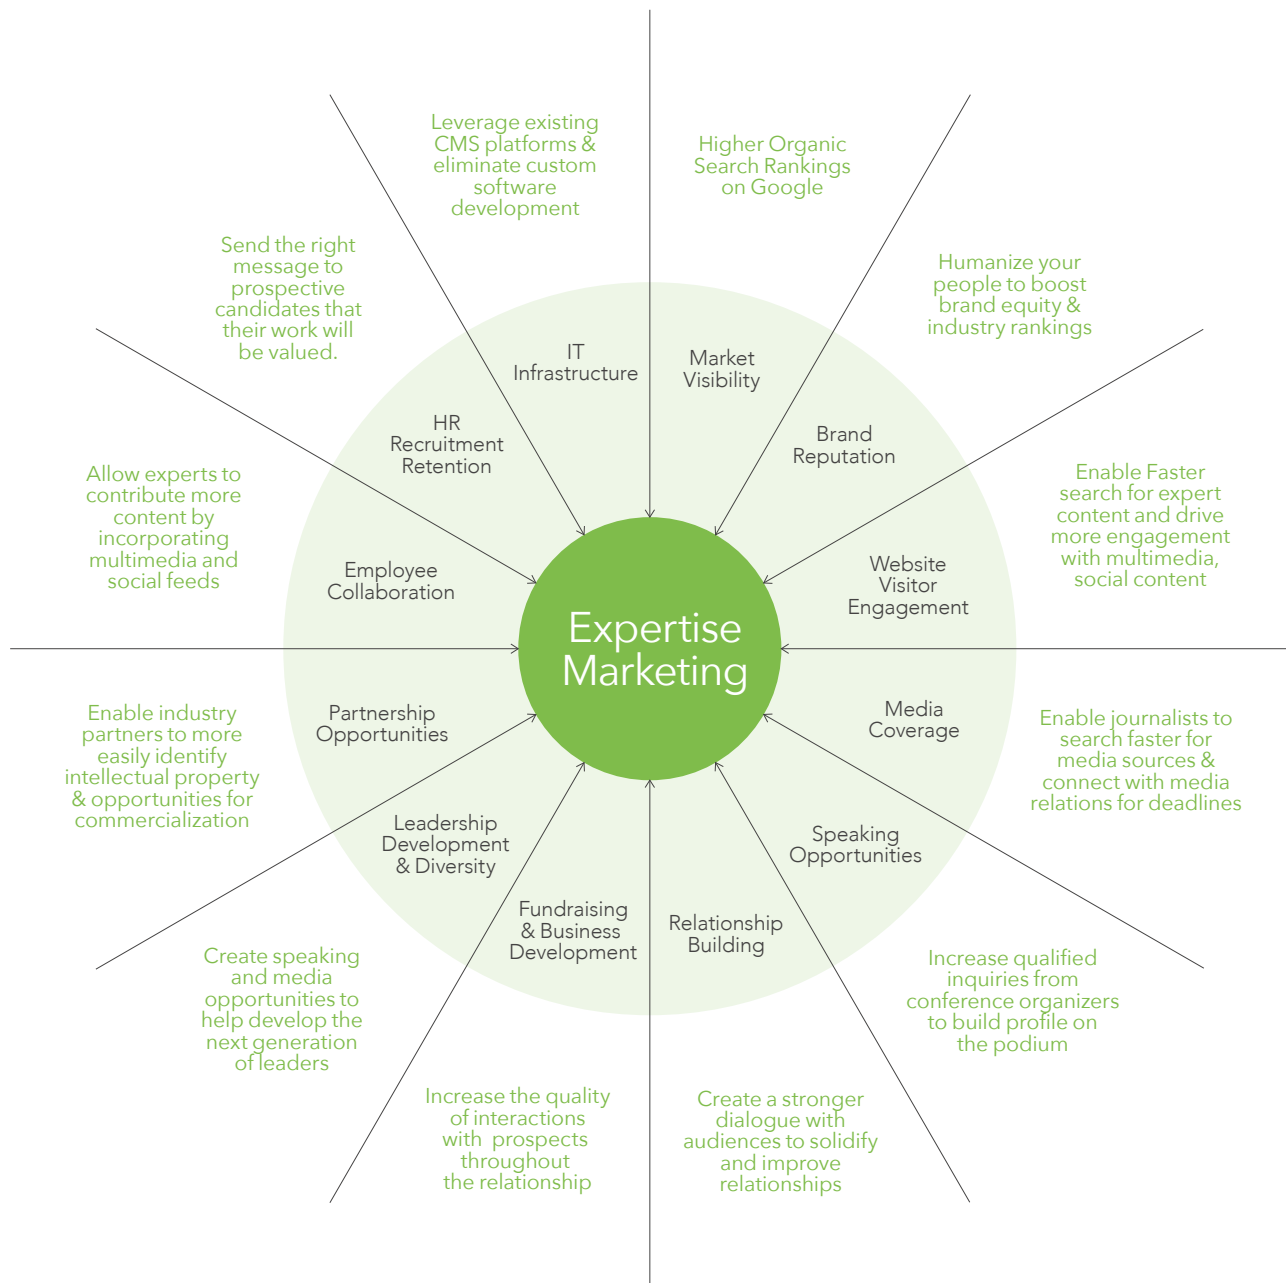 Leverage existing
CMS platforms &
eliminate custom
software
development
Higher Organic
Search Rankings
on Google
Send the right
message to
prospective
candidates that
their work will
be valued.
Humanize your
people to boost
brand equity &
industry rankings
IT
Infrastructure
Market
Visibility
HR
Recruitment
Retention
Brand
Reputation
Allow experts to
contribute more
content by
incorporating
multimedia and
social feeds
Enable Faster
search for expert
content and drive
more engagement
with multimedia,
social content
Employee
Collaboration
Website
Visitor
Engagement
Expertise
Marketing
Partnership
Opportunities
Media
Coverage
Enable industry
partners to more
easily identify
intellectual property
& opportunities for
commercialization
Enable journalists to
search faster for
media sources &
connect with media
relations for deadlines
Leadership
Development
& Diversity
Speaking
Opportunities
Fundraising
& Business
Development
Relationship
Building
Create speaking
and media
opportunities to
help develop the
next generation
of leaders
Increase qualified
inquiries from
conference organizers
to build profile on
the podium
Increase the quality
of interactions
with prospects
throughout
the relationship
Create a stronger
dialogue with
audiences to solidify
and improve
relationships